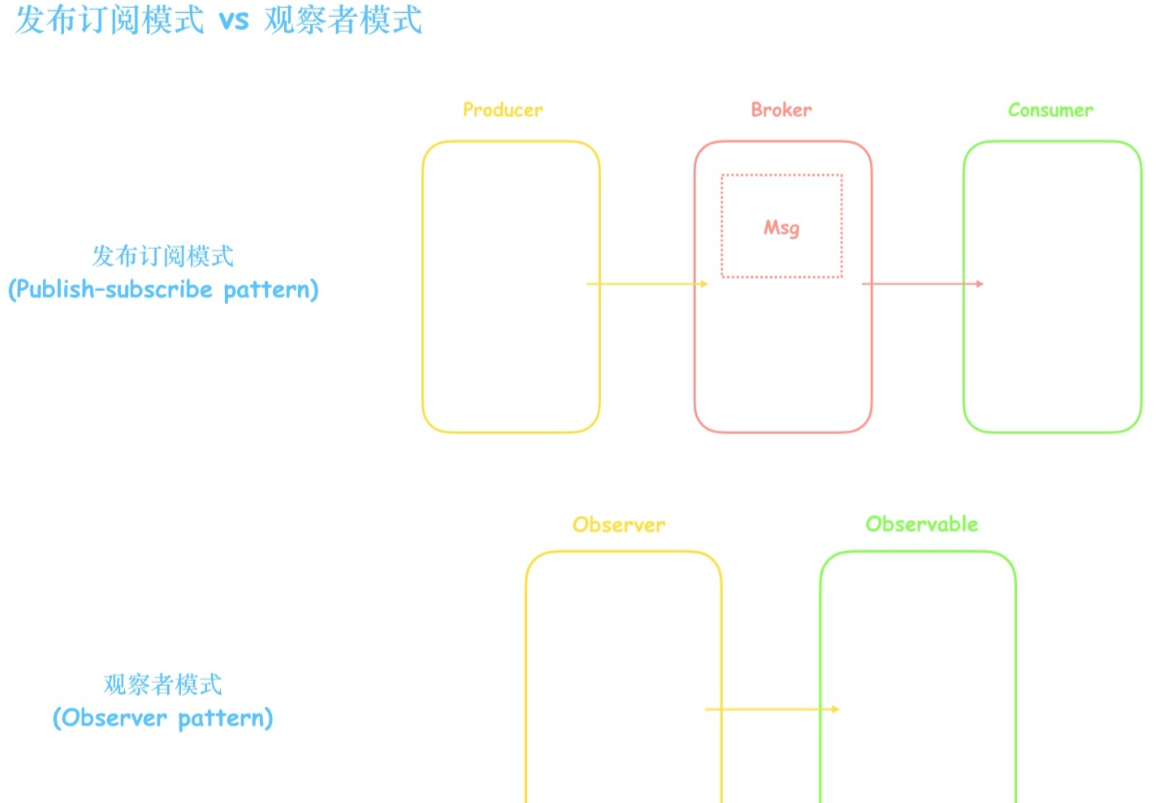 发布订阅模式 vs 观察者模式
Producer
Broker
Consumer
Msg
发布订阅模式
(Publish-subscribe pattern)
Observer
Observable
观察者模式
(Observer pattern)